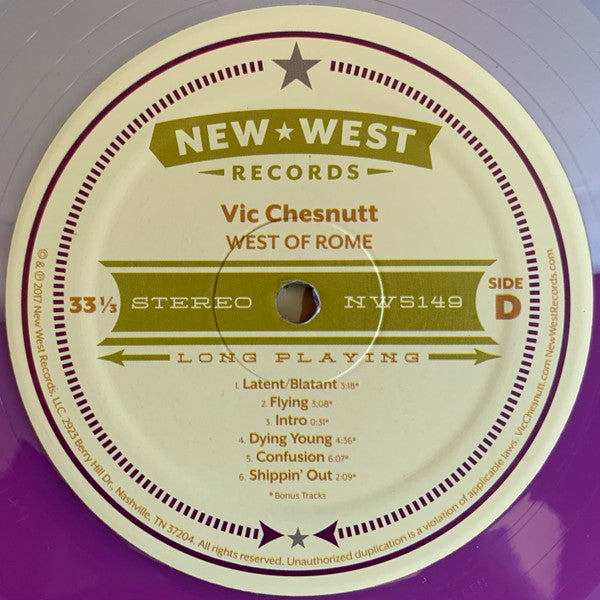 NEW★WEST
RECORDS
Vic Chesnutt
WEST OF ROME
33 ⅓ STEREO NW5149 SIDE D
LONG PLAYING
1. Latent/Blatant 3:18*
2. Flying 3:08*
3. Intro 0:31*
4. Dying Young 4:36*
5. Confusion 6:07*
6. Shippin' Out 2:09*
* Bonus Tracks
© & ℗ 2017 New West Records, LLC. 2923 Berry Hill Dr., Nashville, TN 37204. All rights reserved. Unauthorized duplication is a violation of applicable laws. VicChesnutt.com NewWestRecords.com